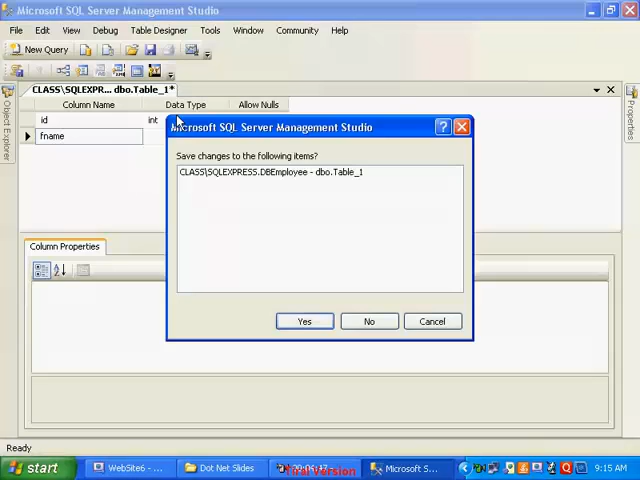 Microsoft SQL Server Management Studio
File Edit View Debug Table Designer Tools Window Community Help
New Query
CLASS\SQLEXPR... dbo.Table_1*
Column Name Data Type Allow Nulls
id int
fname
Object Explorer
Properties
Microsoft SQL Server Management Studio
Save changes to the following items?
CLASS\SQLEXPRESS.DBEmployee - dbo.Table_1
Yes No Cancel
Column Properties
Ready
start WebSite6 - ... Dot Net Slides Trial Version Microsoft S... 9:15 AM